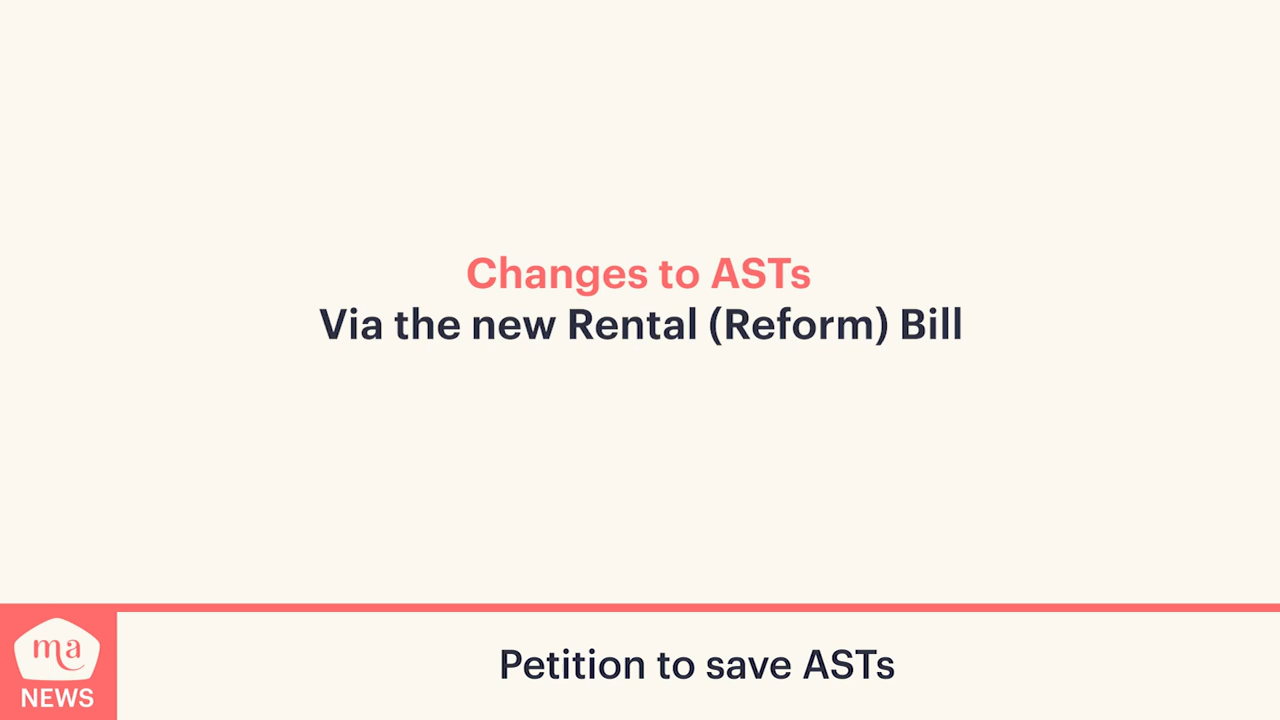 Changes to ASTs
Via the new Rental (Reform) Bill
Petition to save ASTs
ma
NEWS